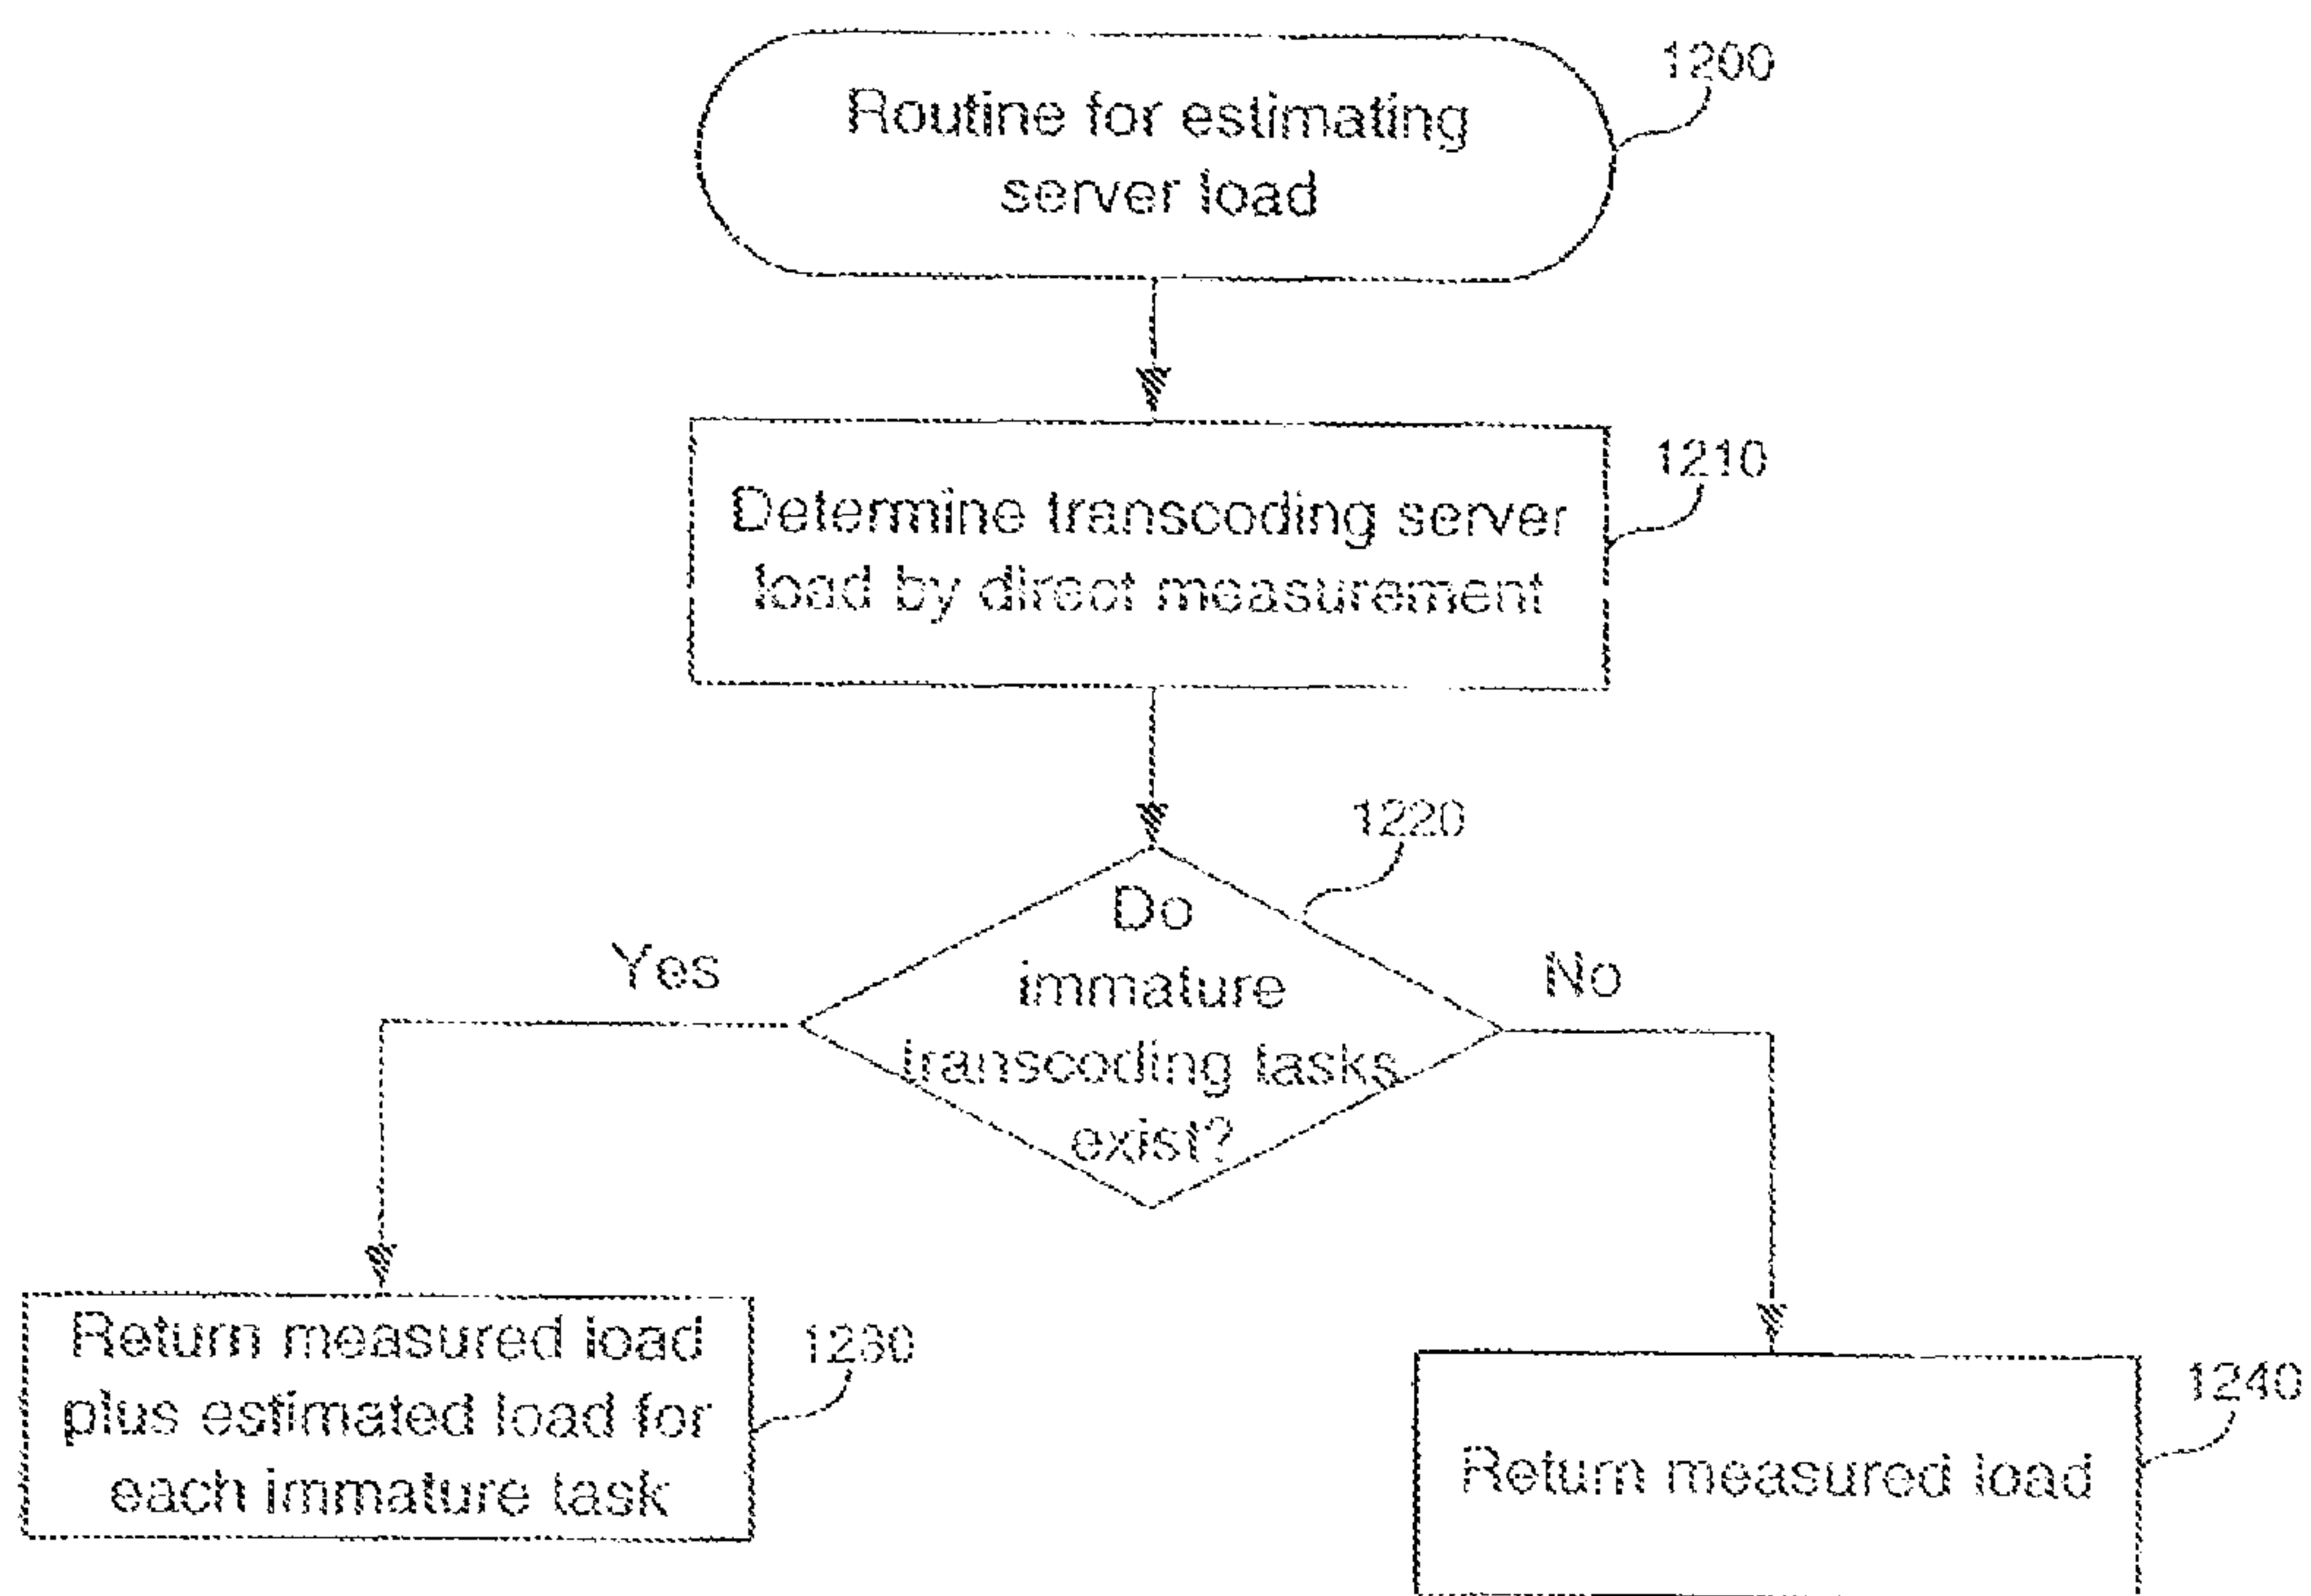 Routine for estimating
server load
1200
Determine transcoding server
load by direct measurement
1210
Do
immature
transcoding tasks
exist?
1220
Yes
No
Return measured load
plus estimated load for
each immature task
1230
Return measured load
1240